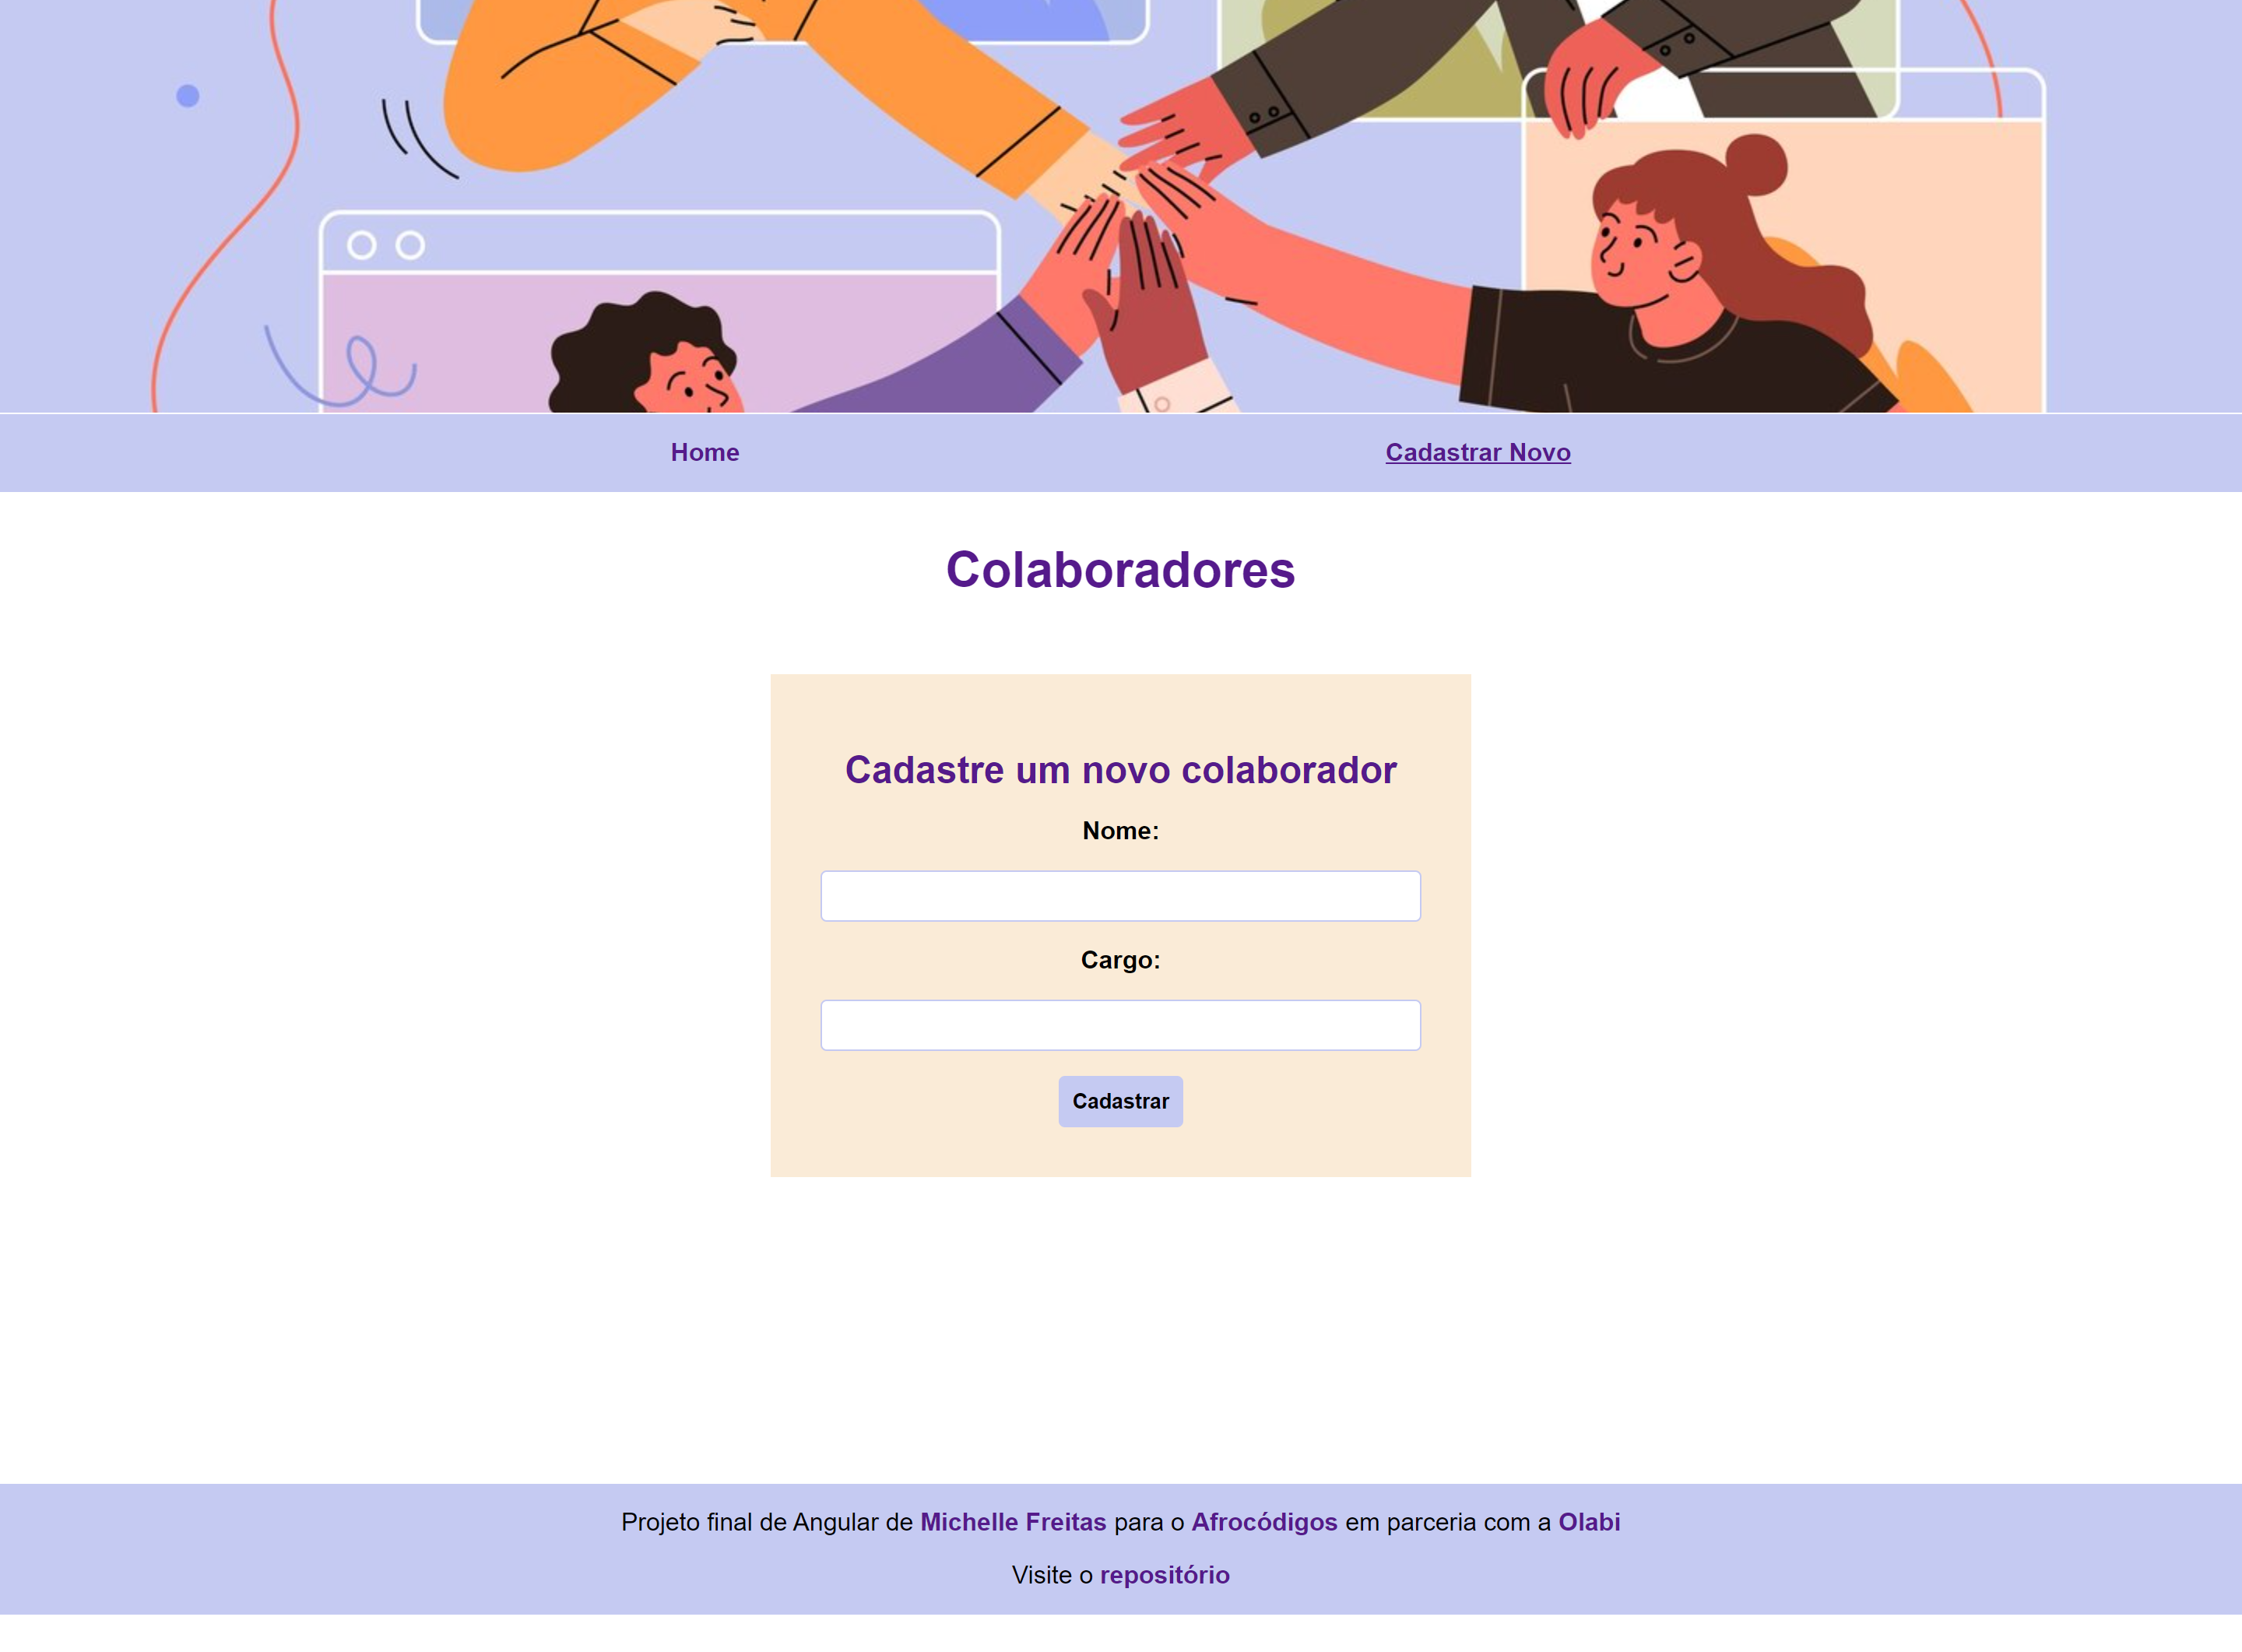 Home
Cadastrar Novo
Colaboradores
Cadastre um novo colaborador
Nome:
Cargo:
Cadastrar
Projeto final de Angular de Michelle Freitas para o Afrocódigos em parceria com a Olabi
Visite o repositório